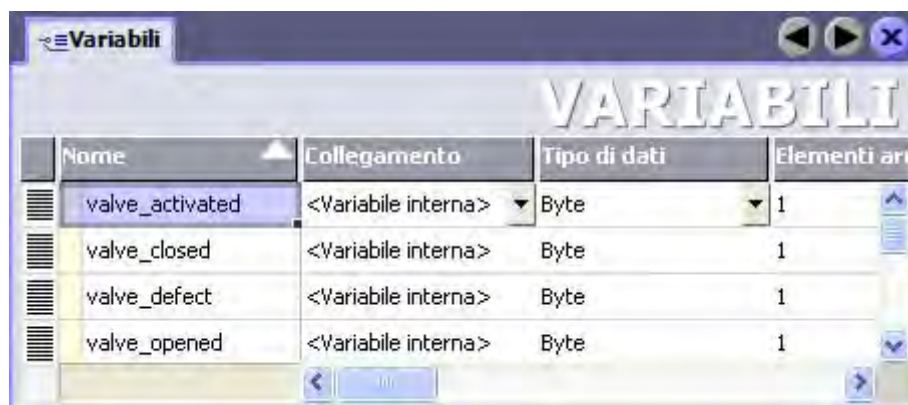 Variabili
VARIABILI
Nome Collegamento Tipo di dati Elementi arr
valve_activated <Variabile interna> Byte 1
valve_closed <Variabile interna> Byte 1
valve_defect <Variabile interna> Byte 1
valve_opened <Variabile interna> Byte 1